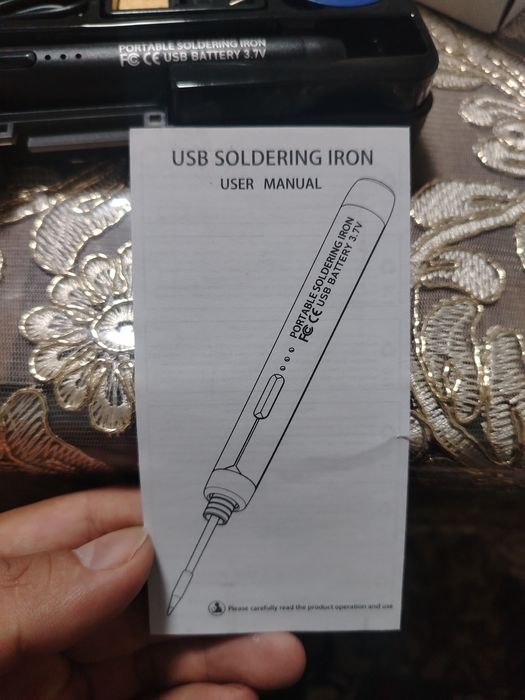 PORTABLE SOLDERING IRON
FC CE USB BATTERY 3.7V
USB SOLDERING IRON
USER MANUAL
PORTABLE SOLDERING IRON
FC CE USB BATTERY 3.7V
Please carefully read the product operation and use